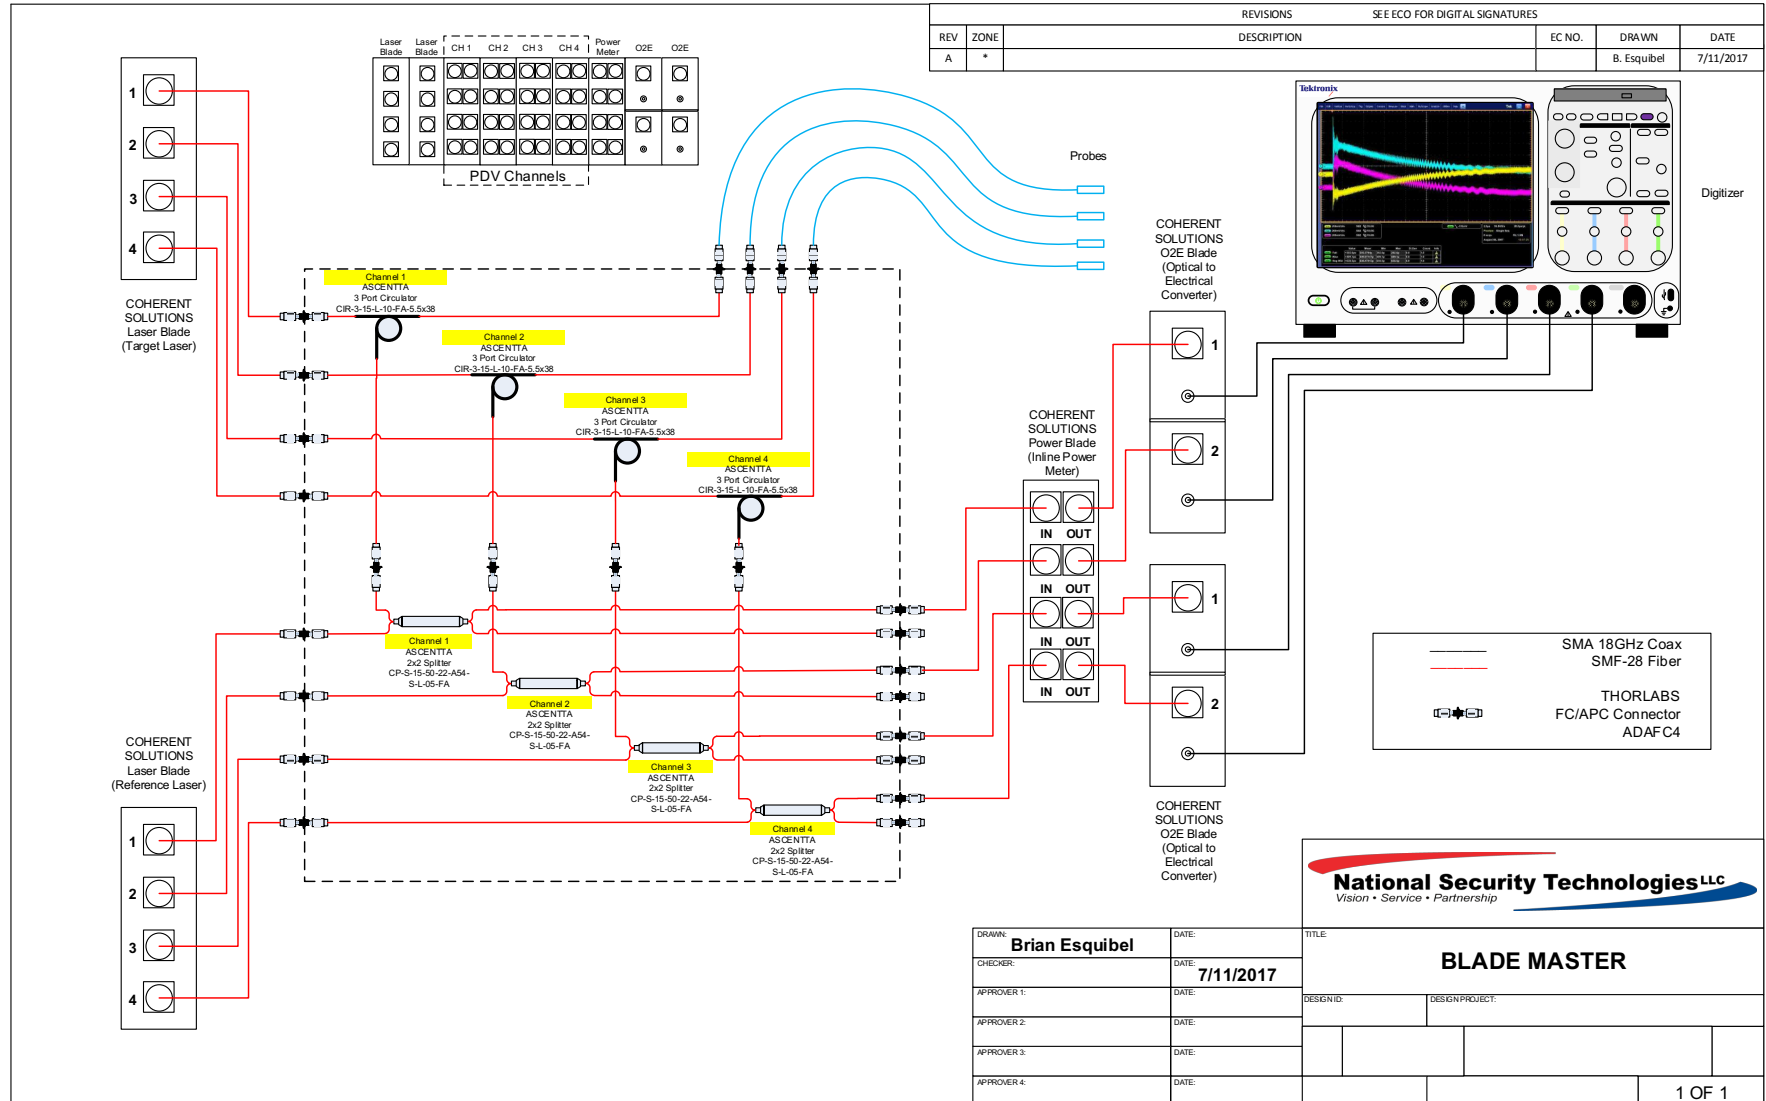 REVISIONS SEE ECO FOR DIGITAL SIGNATURES
REV ZONE DESCRIPTION EC NO. DRAWN DATE
A * B. Esquibel 7/11/2017
Laser Blade
Laser Blade
CH 1
CH 2
CH 3
CH 4
Power Meter
O2E
O2E
PDV Channels
1
2
3
4
COHERENT
SOLUTIONS
Laser Blade
(Target Laser)
Channel 1
ASCENTTA
3 Port Circulator
CIR-3-15-L-10-FA-5.5x38
Channel 2
ASCENTTA
3 Port Circulator
CIR-3-15-L-10-FA-5.5x38
Channel 3
ASCENTTA
3 Port Circulator
CIR-3-15-L-10-FA-5.5x38
Channel 4
ASCENTTA
3 Port Circulator
CIR-3-15-L-10-FA-5.5x38
Probes
Tektronix
Digitizer
COHERENT
SOLUTIONS
O2E Blade
(Optical to
Electrical
Converter)
1
2
COHERENT
SOLUTIONS
Power Blade
(Inline Power
Meter)
IN OUT
IN OUT
IN OUT
IN OUT
1
2
COHERENT
SOLUTIONS
O2E Blade
(Optical to
Electrical
Converter)
Channel 1
ASCENTTA
2x2 Splitter
CP-S-15-50-22-A54-
S-L-05-FA
Channel 2
ASCENTTA
2x2 Splitter
CP-S-15-50-22-A54-
S-L-05-FA
Channel 3
ASCENTTA
2x2 Splitter
CP-S-15-50-22-A54-
S-L-05-FA
Channel 4
ASCENTTA
2x2 Splitter
CP-S-15-50-22-A54-
S-L-05-FA
COHERENT
SOLUTIONS
Laser Blade
(Reference Laser)
1
2
3
4
SMA 18GHz Coax
SMF-28 Fiber
THORLABS
FC/APC Connector
ADAFC4
National Security Technologies LLC
Vision • Service • Partnership
DRAWN: Brian Esquibel DATE:
CHECKER: DATE: 7/11/2017
APPROVER 1: DATE:
APPROVER 2: DATE:
APPROVER 3: DATE:
APPROVER 4: DATE:
TITLE:
BLADE MASTER
DESIGN ID: DESIGN PROJECT:
1 OF 1